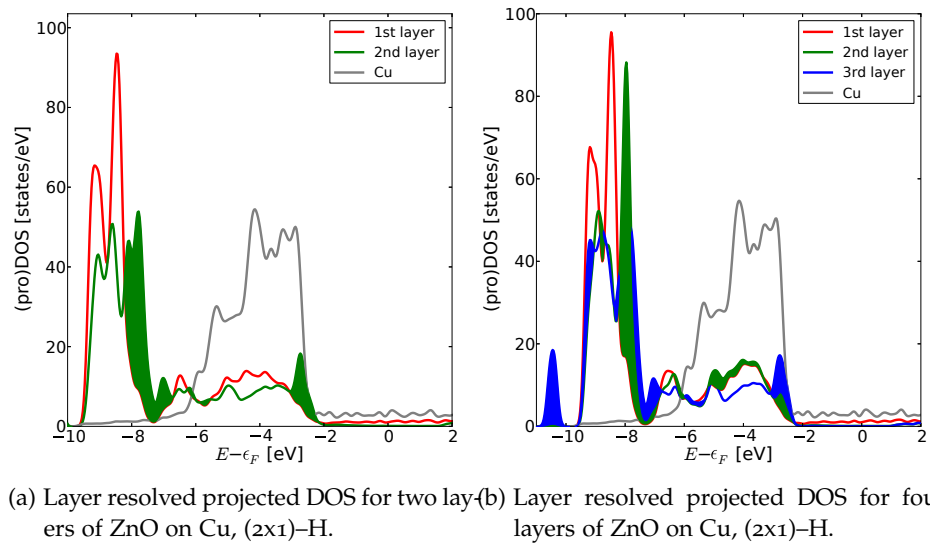 100
80
60
40
20
0
(pro)DOS [states/eV]
−10 −8 −6 −4 −2 0 2
E−ϵF [eV]
1st layer
2nd layer
Cu
100
80
60
40
20
0
(pro)DOS [states/eV]
−10 −8 −6 −4 −2 0 2
E−ϵF [eV]
1st layer
2nd layer
3rd layer
Cu
(a) Layer resolved projected DOS for two lay-
ers of ZnO on Cu, (2x1)–H.
(b) Layer resolved projected DOS for fou
layers of ZnO on Cu, (2x1)–H.